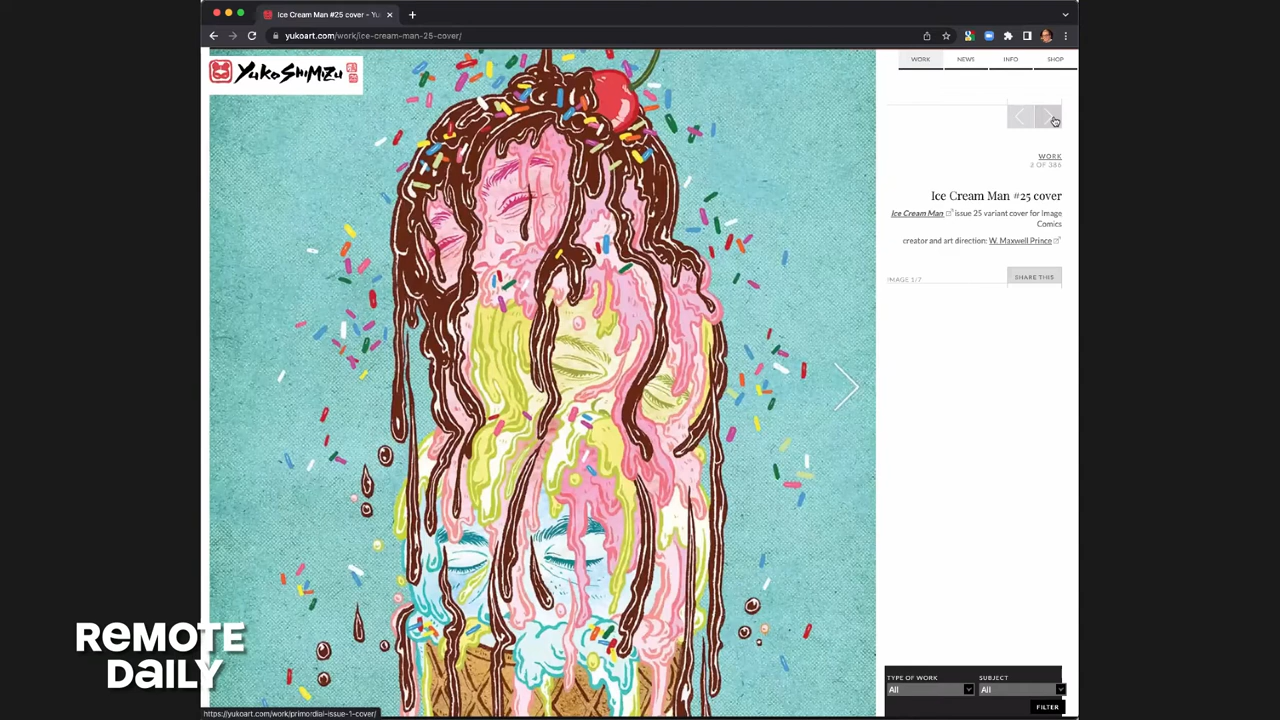 Ice Cream Man #25 cover - Yu
yukoart.com/work/ice-cream-man-25-cover/
YUKO SHIMIZU
WORK NEWS INFO SHOP
WORK
2 OF 386
Ice Cream Man #25 cover
Ice Cream Man issue 25 variant cover for Image
Comics
creator and art direction: W. Maxwell Prince
IMAGE 1/7
SHARE THIS
REMOTE
DAILY
TYPE OF WORK SUBJECT
All All
FILTER
https://yukoart.com/work/primordial-issue-1-cover/